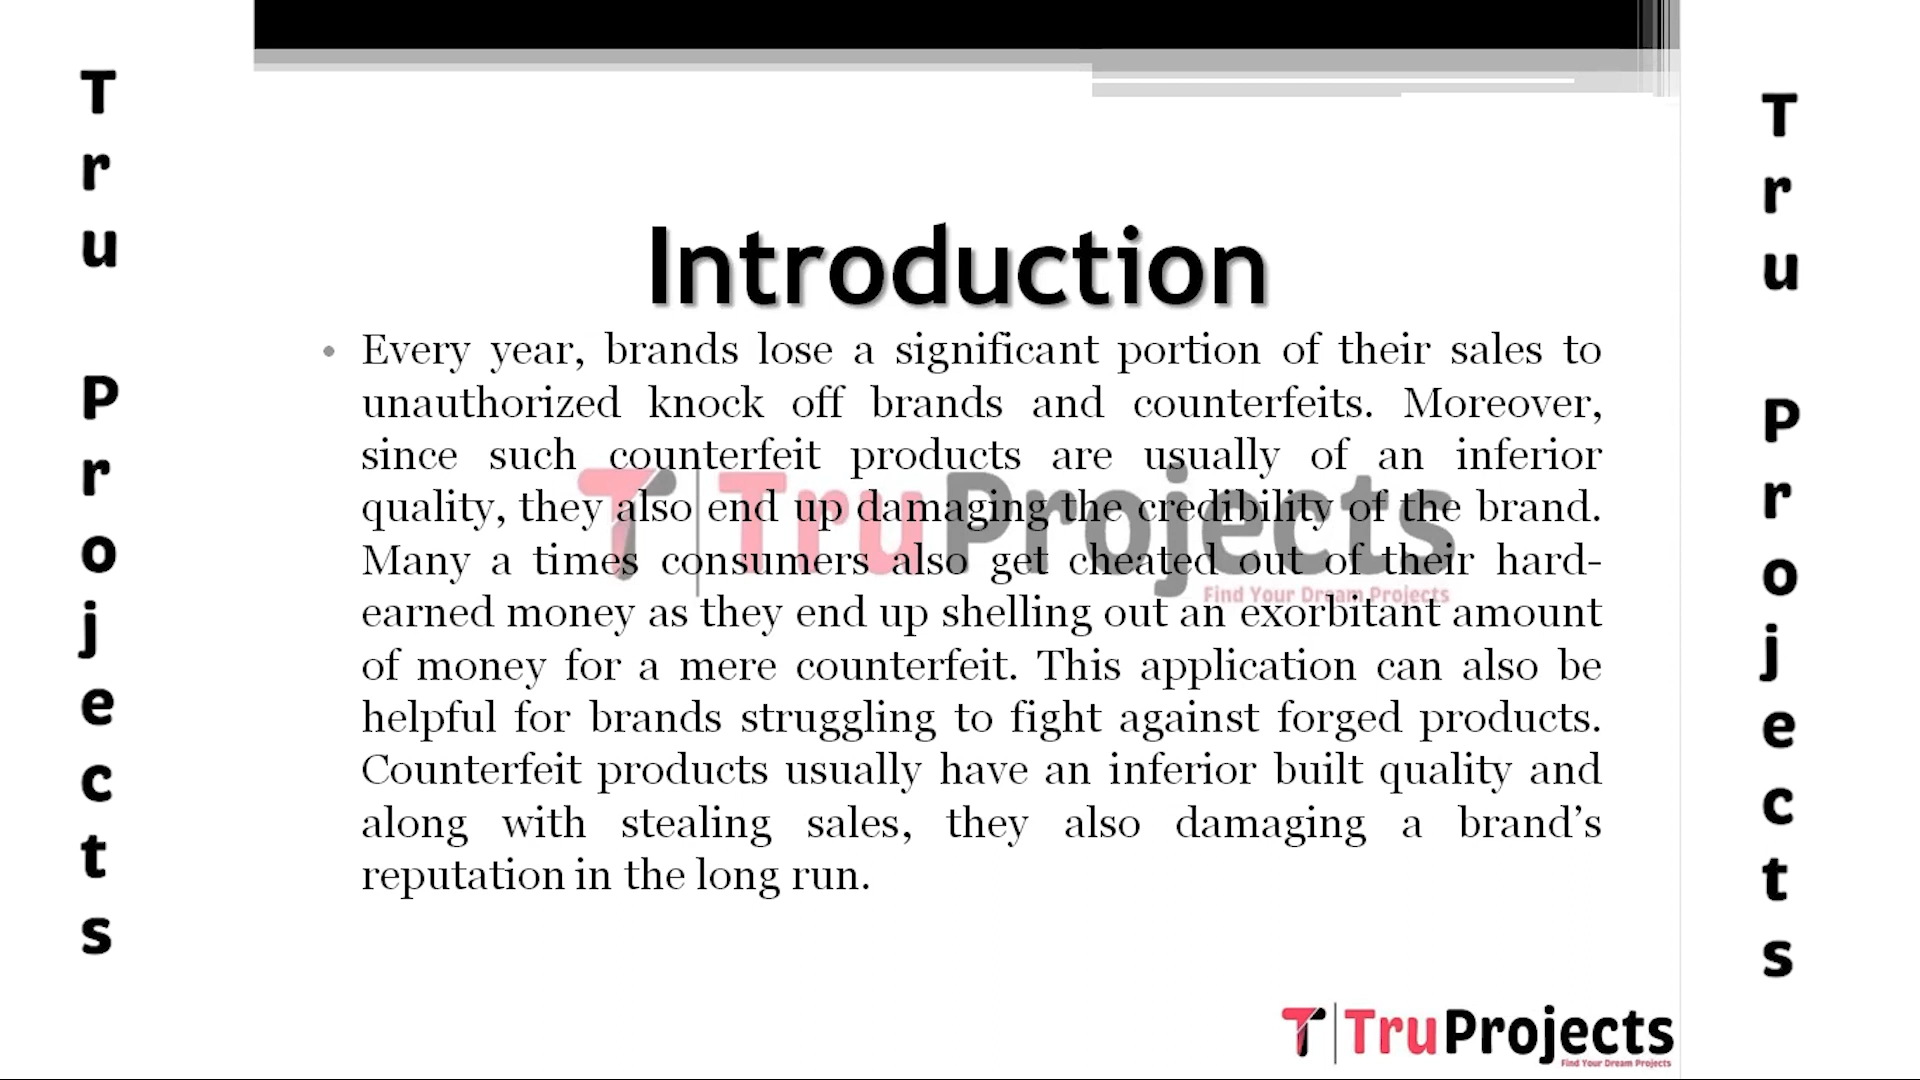 Tru Projects
Introduction
• Every year, brands lose a significant portion of their sales to
unauthorized knock off brands and counterfeits. Moreover,
since such counterfeit products are usually of an inferior
quality, they also end up damaging the credibility of the brand.
Many a times consumers also get cheated out of their hard-
earned money as they end up shelling out an exorbitant amount
of money for a mere counterfeit. This application can also be
helpful for brands struggling to fight against forged products.
Counterfeit products usually have an inferior built quality and
along with stealing sales, they also damaging a brand’s
reputation in the long run.
TruProjects
Find Your Dream Projects
Tru Projects
TruProjects
Find Your Dream Projects